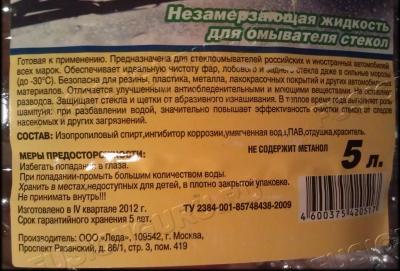 Незамерзающая жидкость
для омывателя стекол
Готовая к применению. Предназначена для стеклоомывателей российских и иностранных автомобилей
всех марок. Обеспечивает идеальную чистоту фар, лобового и заднего стекла даже в сильные морозы
(до -30С). Безопасна для резины, пластика, металла, лакокрасочных покрытий и других автомобильных
материалов. Отличается улучшенными антиобледенительными и моющими веществами. Не оставляет
разводов. Защищает стекла и щетки от абразивного изнашивания. В теплое время года выполняет роль
шампуня, при разбавлении водой, значительно повышает эффективность очистки от следов
насекомых и других загрязнений.
СОСТАВ: Изопропиловый спирт,ингибитор коррозии,умягченная вода,ПАВ,отдушка,краситель.
НЕ СОДЕРЖИТ МЕТАНОЛ
МЕРЫ ПРЕДОСТОРОЖНОСТИ:
5 л.
Избегать попадания в глаза.
При попадании-промыть большим количеством воды.
Хранить в местах,недоступных для детей, в плотно закрытой упаковке.
Не принимать внутрь!!!
Изготовлено в IV квартале 2012 г.
ТУ 2384-001-85748438-2009
Срок гарантийного хранения 5 лет.
Производитель:
ООО «Леда», 109542, г. Москва,
Проспект Рязанский, д. 86/1, стр. 3, пом. 419